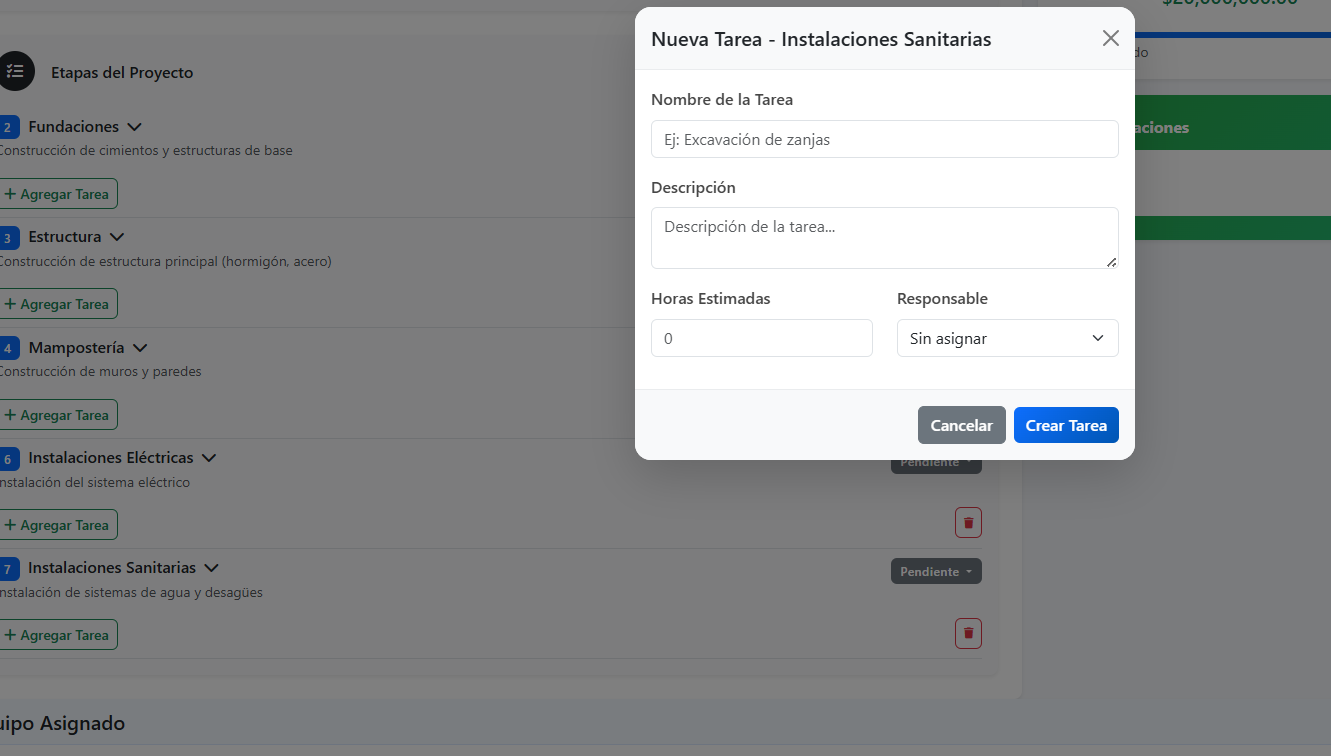 $20,000,000.00
Nueva Tarea - Instalaciones Sanitarias
Etapas del Proyecto
Nombre de la Tarea
Ej: Excavación de zanjas
2 Fundaciones
Construcción de cimientos y estructuras de base
+ Agregar Tarea
Descripción
Descripción de la tarea...
3 Estructura
Construcción de estructura principal (hormigón, acero)
+ Agregar Tarea
Horas Estimadas
0
Responsable
Sin asignar
4 Mampostería
Construcción de muros y paredes
+ Agregar Tarea
Cancelar
Crear Tarea
6 Instalaciones Eléctricas
Pendiente
nstalación del sistema eléctrico
+ Agregar Tarea
7 Instalaciones Sanitarias
Pendiente
nstalación de sistemas de agua y desagües
+ Agregar Tarea
uipo Asignado
do
aciones